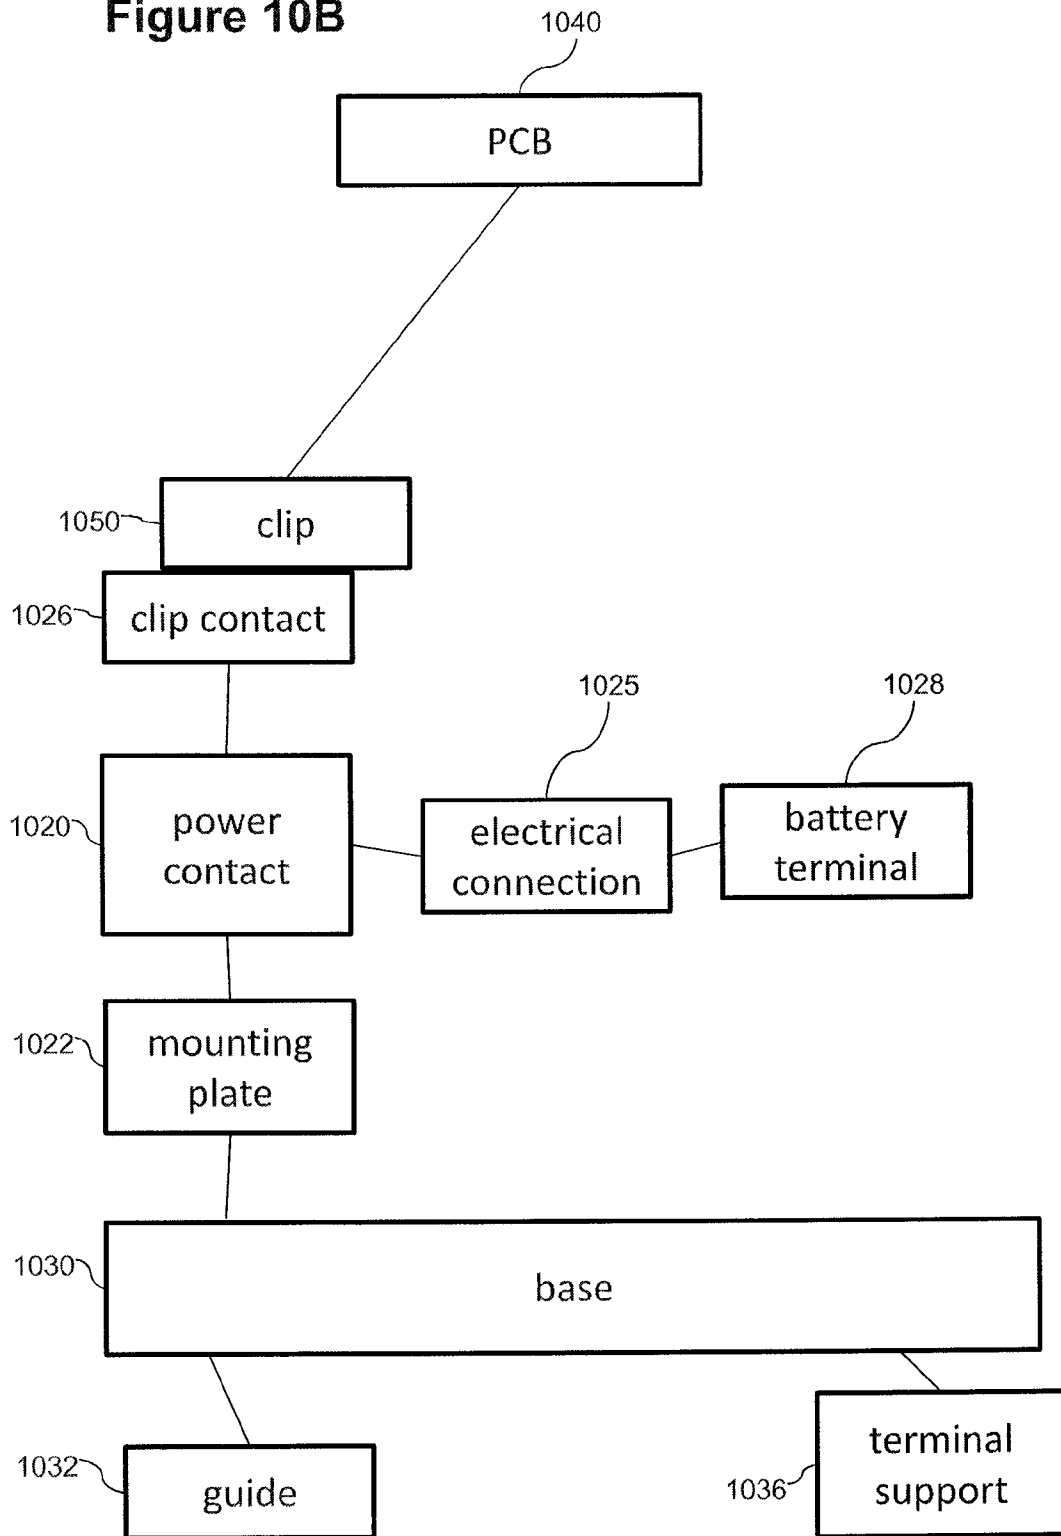 Figure 10B
1040
PCB
1050
clip
1026
clip contact
1025
1028
1020
power
contact
electrical
connection
battery
terminal
1022
mounting
plate
1030
base
1032
guide
1036
terminal
support